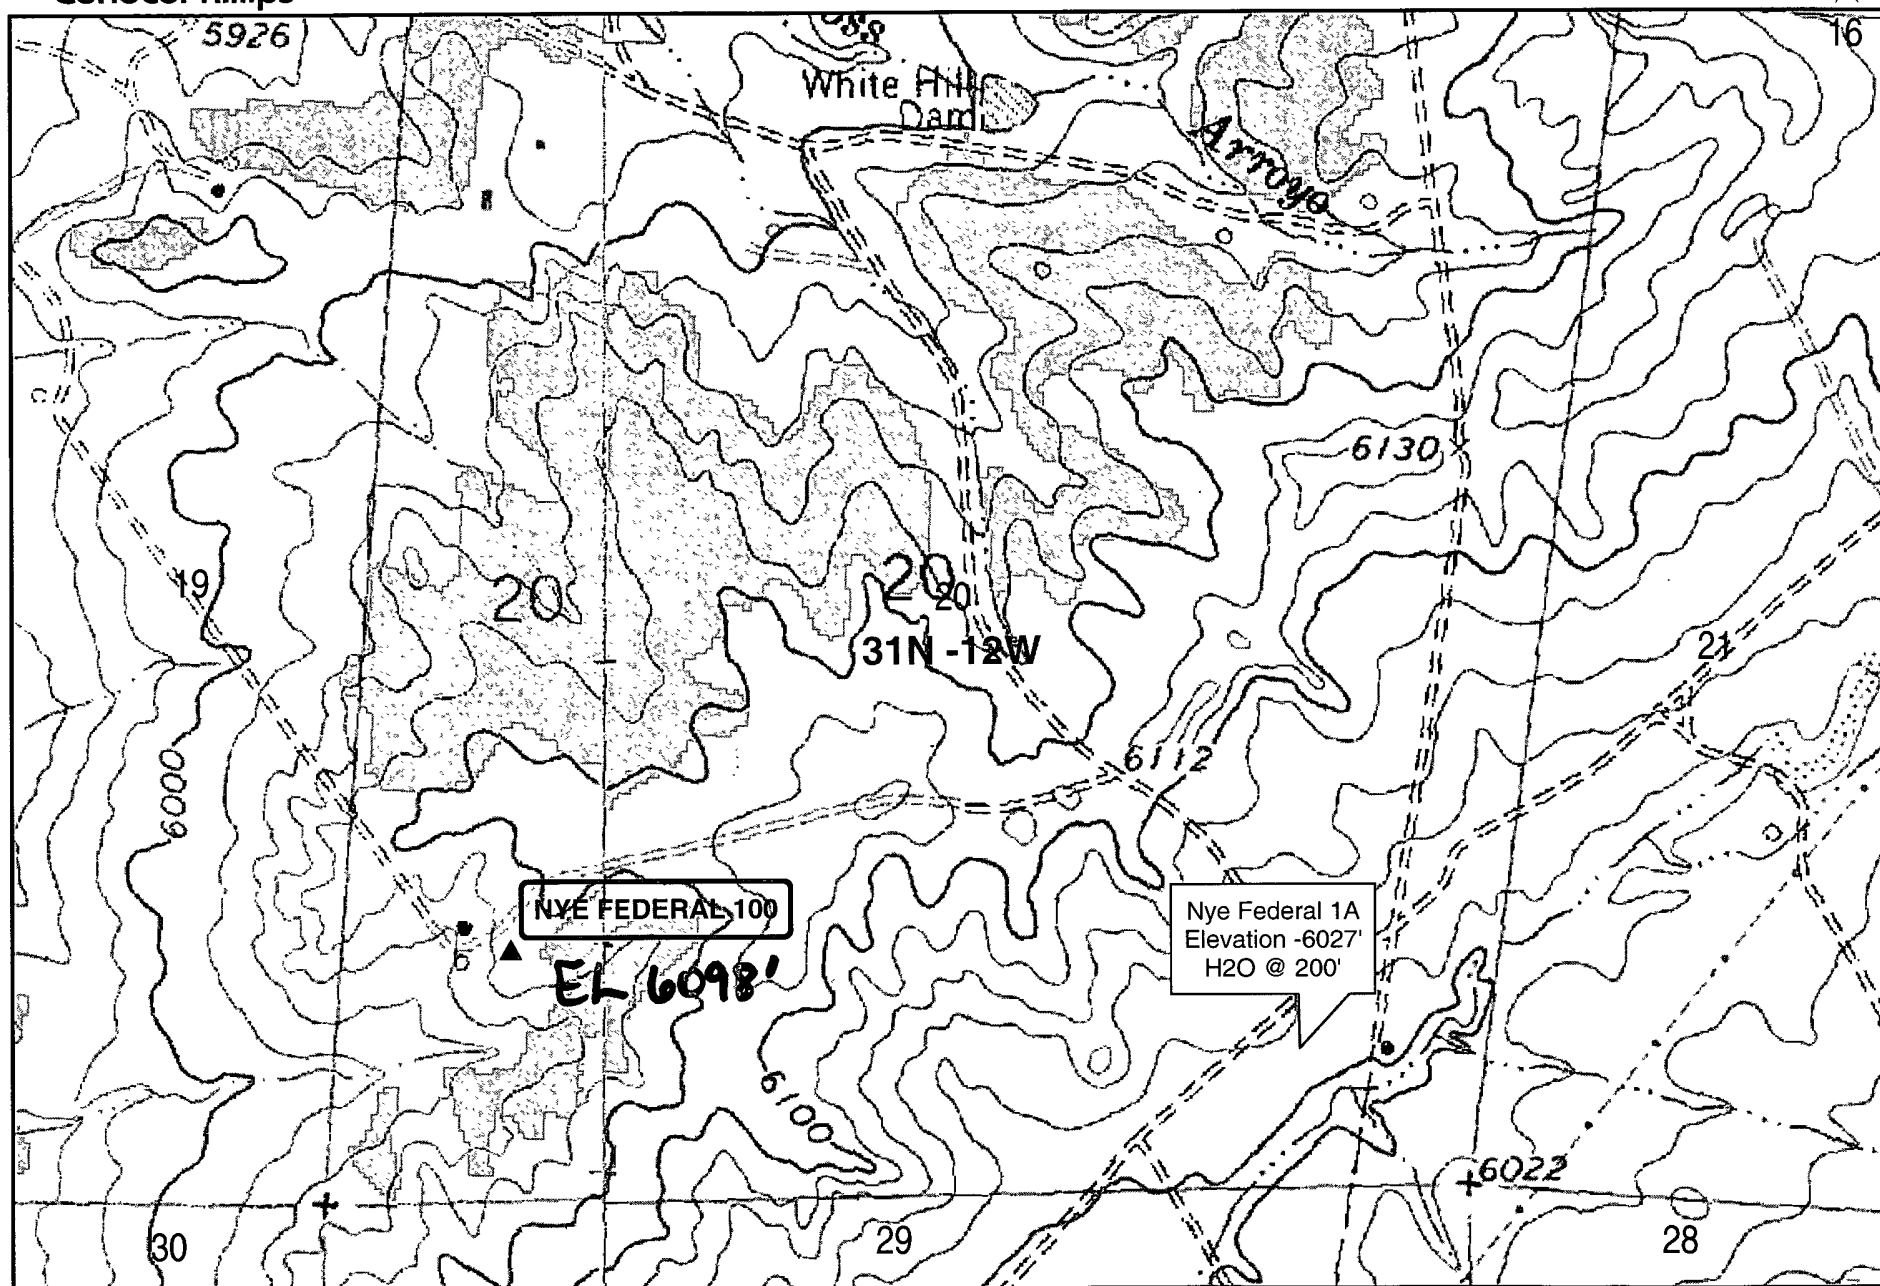 ConocoPhillips
5926
16
White Hill
Dam
Arroyo
6130
19
20
20
20
31N -12W
21
6000
6112
NYE FEDERAL 100
EL 6098'
Nye Federal 1A
Elevation -6027'
H2O @ 200'
6100
6022
30
29
28